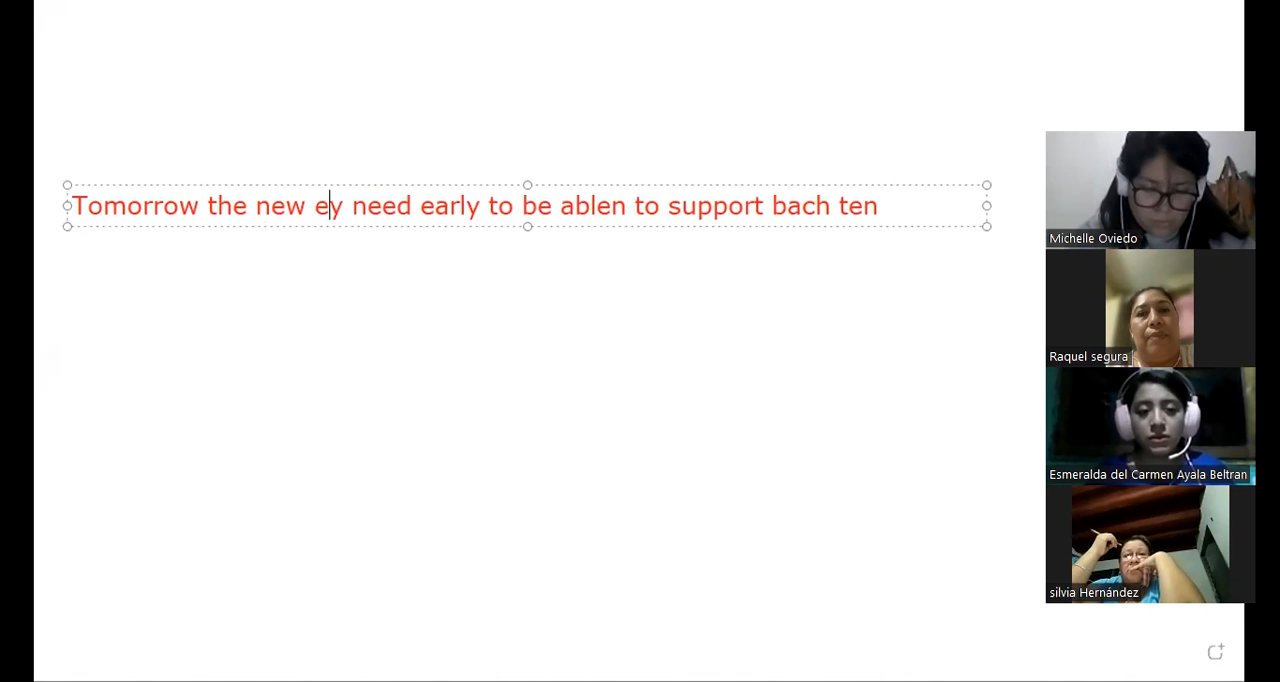 Tomorrow the new ey need early to be ablen to support bach ten
Michelle Oviedo
Raquel segura
Esmeralda del Carmen Ayala Beltran
silvia Hernández